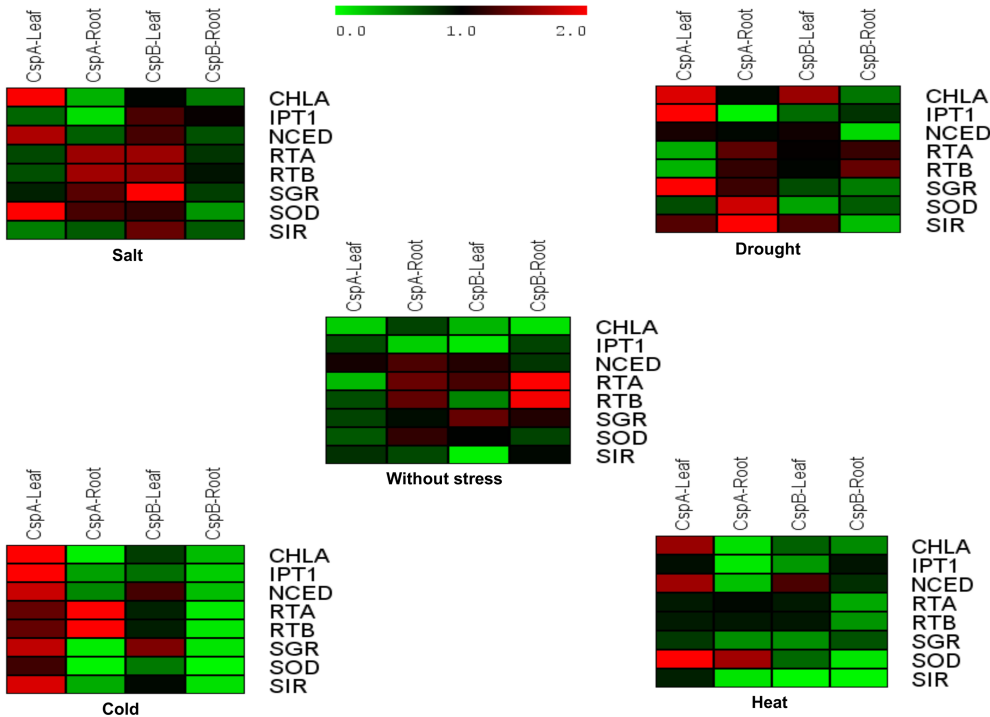 0.0 1.0 2.0
CspA-Leaf CspA-Root CspB-Leaf CspB-Root
CHLA
IPT1
NCED
RTA
RTB
SGR
SOD
SIR
Salt
CspA-Leaf CspA-Root CspB-Leaf CspB-Root
CHLA
IPT1
NCED
RTA
RTB
SGR
SOD
SIR
Drought
CspA-Leaf CspA-Root CspB-Leaf CspB-Root
CHLA
IPT1
NCED
RTA
RTB
SGR
SOD
SIR
Without stress
CspA-Leaf CspA-Root CspB-Leaf CspB-Root
CHLA
IPT1
NCED
RTA
RTB
SGR
SOD
SIR
Cold
CspA-Leaf CspA-Root CspB-Leaf CspB-Root
CHLA
IPT1
NCED
RTA
RTB
SGR
SOD
SIR
Heat